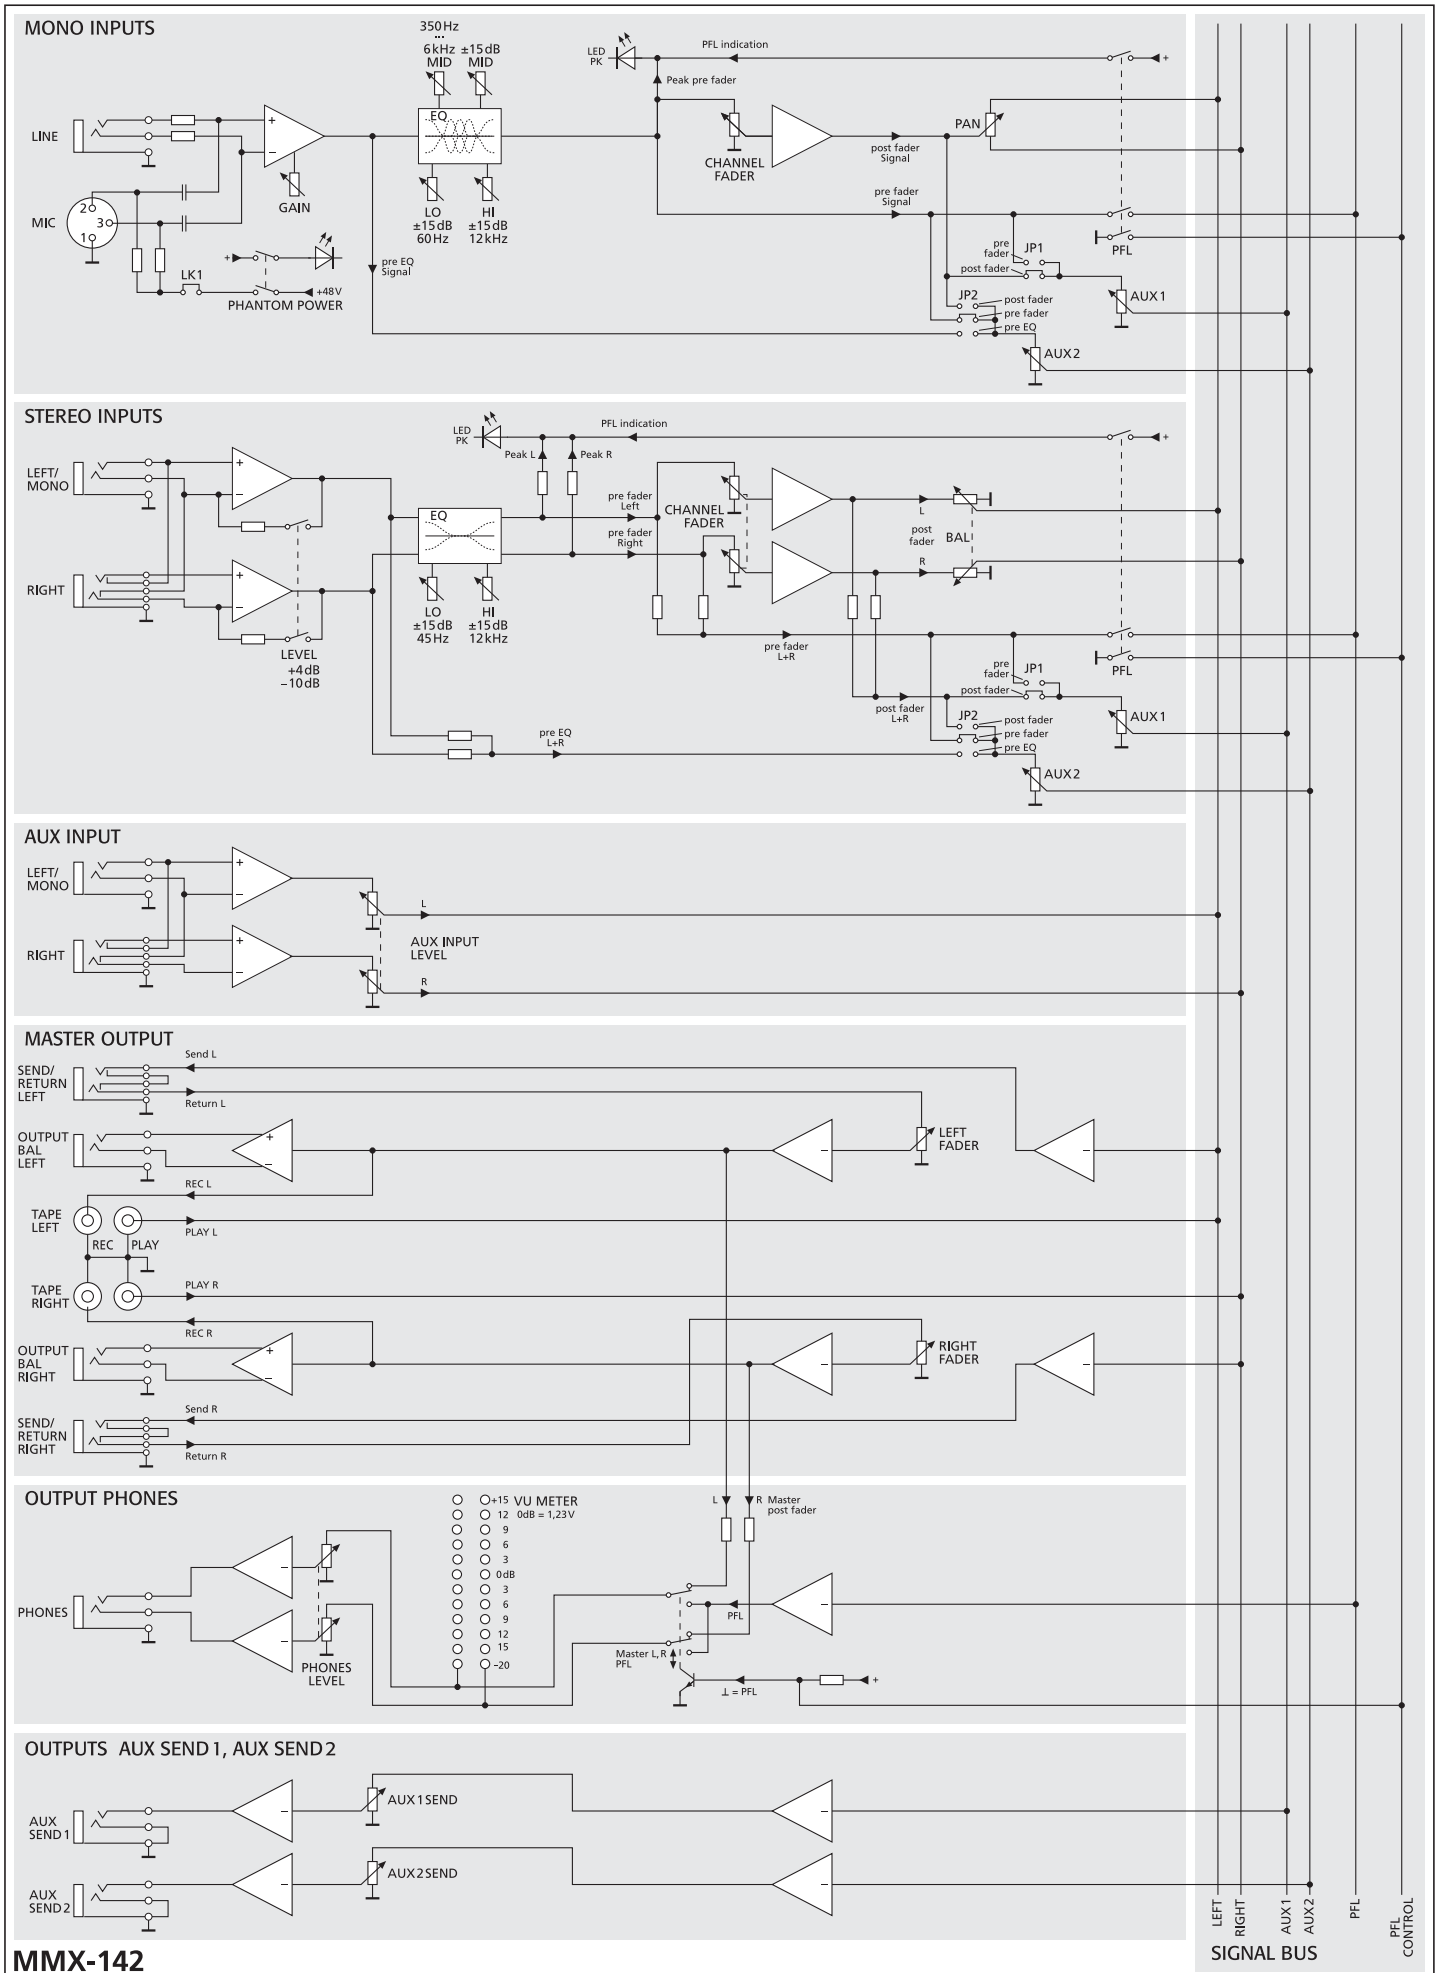 MONO INPUTS
350Hz
...
6kHz
MID
±15dB
MID
LED
PK
PFL indication
+
Peak pre fader
EQ
LINE
+
–
GAIN
MIC
2
3
1
LO
±15dB
60Hz
HI
±15dB
12kHz
CHANNEL
FADER
post fader
Signal
PAN
pre fader
Signal
PFL
pre
fader
JP1
post fader
AUX1
JP2
post fader
pre fader
pre EQ
AUX2
pre EQ
Signal
+
LK1
+48V
PHANTOM POWER
STEREO INPUTS
LED
PK
PFL indication
+
Peak L
Peak R
LEFT/
MONO
+
–
EQ
pre fader
Left
pre fader
Right
CHANNEL
FADER
L
post
fader
BAL
R
RIGHT
+
–
LO
±15dB
45Hz
HI
±15dB
12kHz
LEVEL
+4dB
–10dB
pre fader
L+R
PFL
pre
fader
JP1
post fader
AUX1
post fader
L+R
JP2
post fader
pre fader
pre EQ
AUX2
pre EQ
L+R
AUX INPUT
LEFT/
MONO
+
–
L
RIGHT
+
–
AUX INPUT
LEVEL
R
MASTER OUTPUT
SEND/
RETURN
LEFT
Send L
Return L
OUTPUT
BAL
LEFT
+
–
–
LEFT
FADER
–
REC L
TAPE
LEFT
PLAY L
REC
PLAY
TAPE
RIGHT
PLAY R
REC R
OUTPUT
BAL
RIGHT
+
–
–
RIGHT
FADER
–
SEND/
RETURN
RIGHT
Send R
Return R
OUTPUT PHONES
+15
12
9
6
3
0dB
3
6
9
12
15
–20
VU METER
0dB = 1,23V
L
R
Master
post fader
PHONES
–
–
PHONES
LEVEL
PFL
–
Master L,R
PFL
⊥ = PFL
+
OUTPUTS AUX SEND1, AUX SEND2
AUX
SEND1
–
AUX1SEND
–
AUX
SEND2
–
AUX2SEND
–
LEFT
RIGHT
AUX1
AUX2
PFL
PFL
CONTROL
SIGNAL BUS
MMX-142